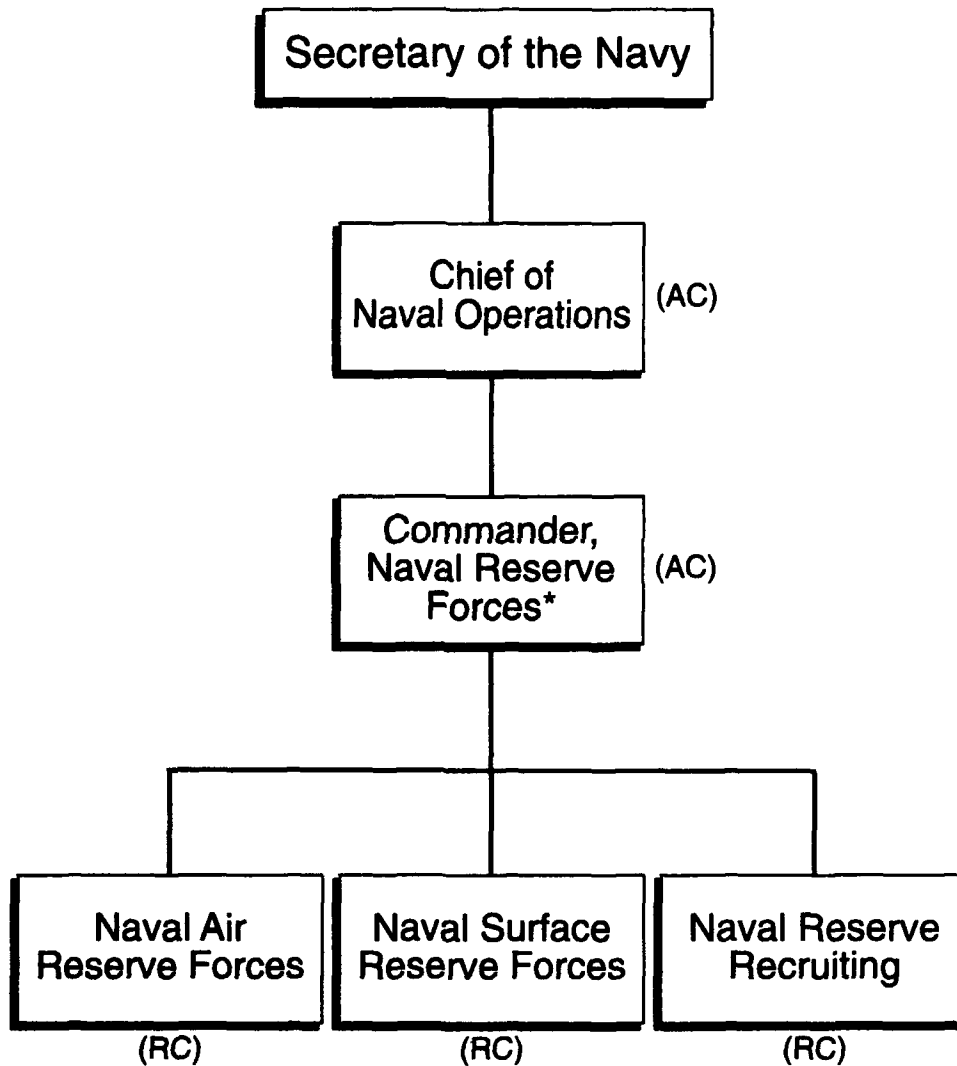 Secretary of the Navy
Chief of
Naval Operations
(AC)
Commander,
Naval Reserve
Forces*
(AC)
Naval Air
Reserve Forces
(RC)
Naval Surface
Reserve Forces
(RC)
Naval Reserve
Recruiting
(RC)